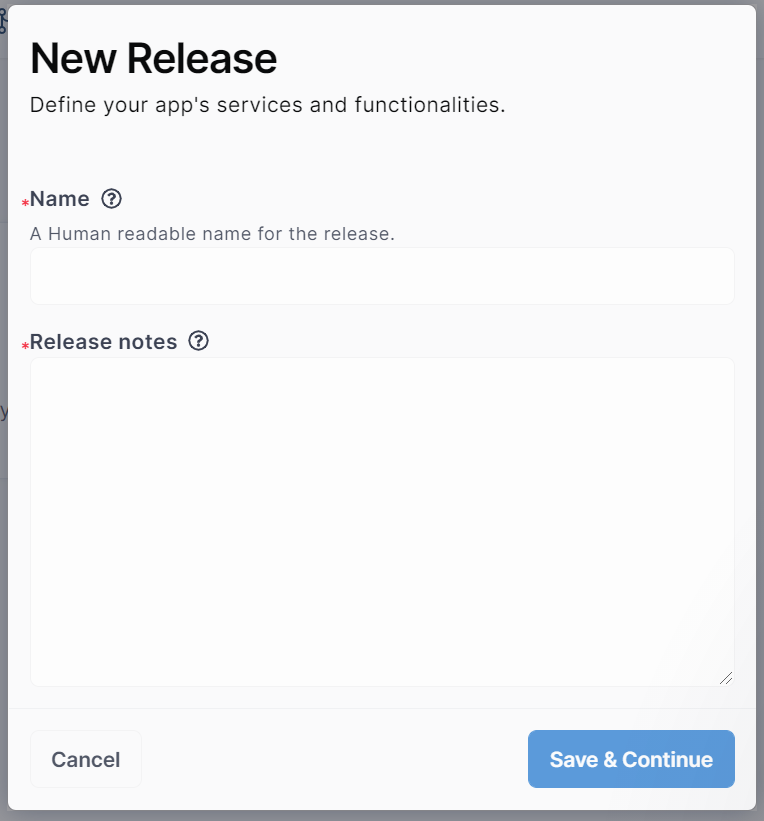 New Release
Define your app's services and functionalities.
*Name
A Human readable name for the release.
*Release notes
y
Cancel
Save & Continue